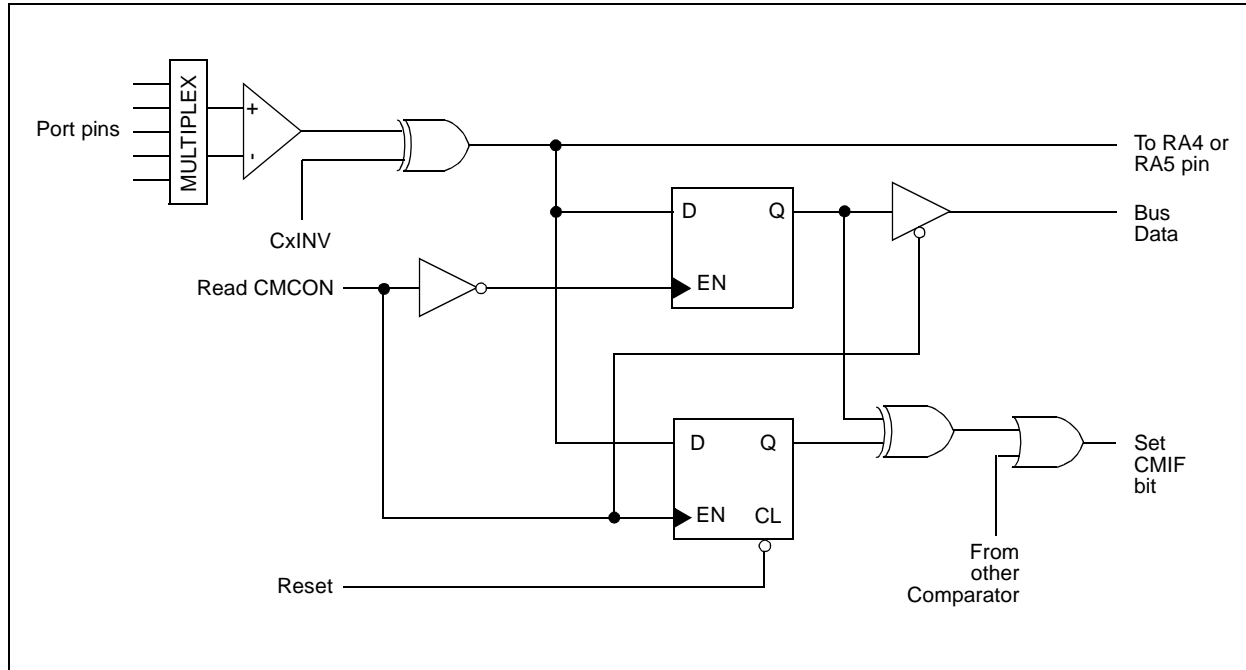 MULTIPLEX
+
-
Port pins
CxINV
To RA4 or
RA5 pin
D
Q
EN
Bus
Data
Read CMCON
D
Q
EN
CL
Set
CMIF
bit
From
other
Comparator
Reset